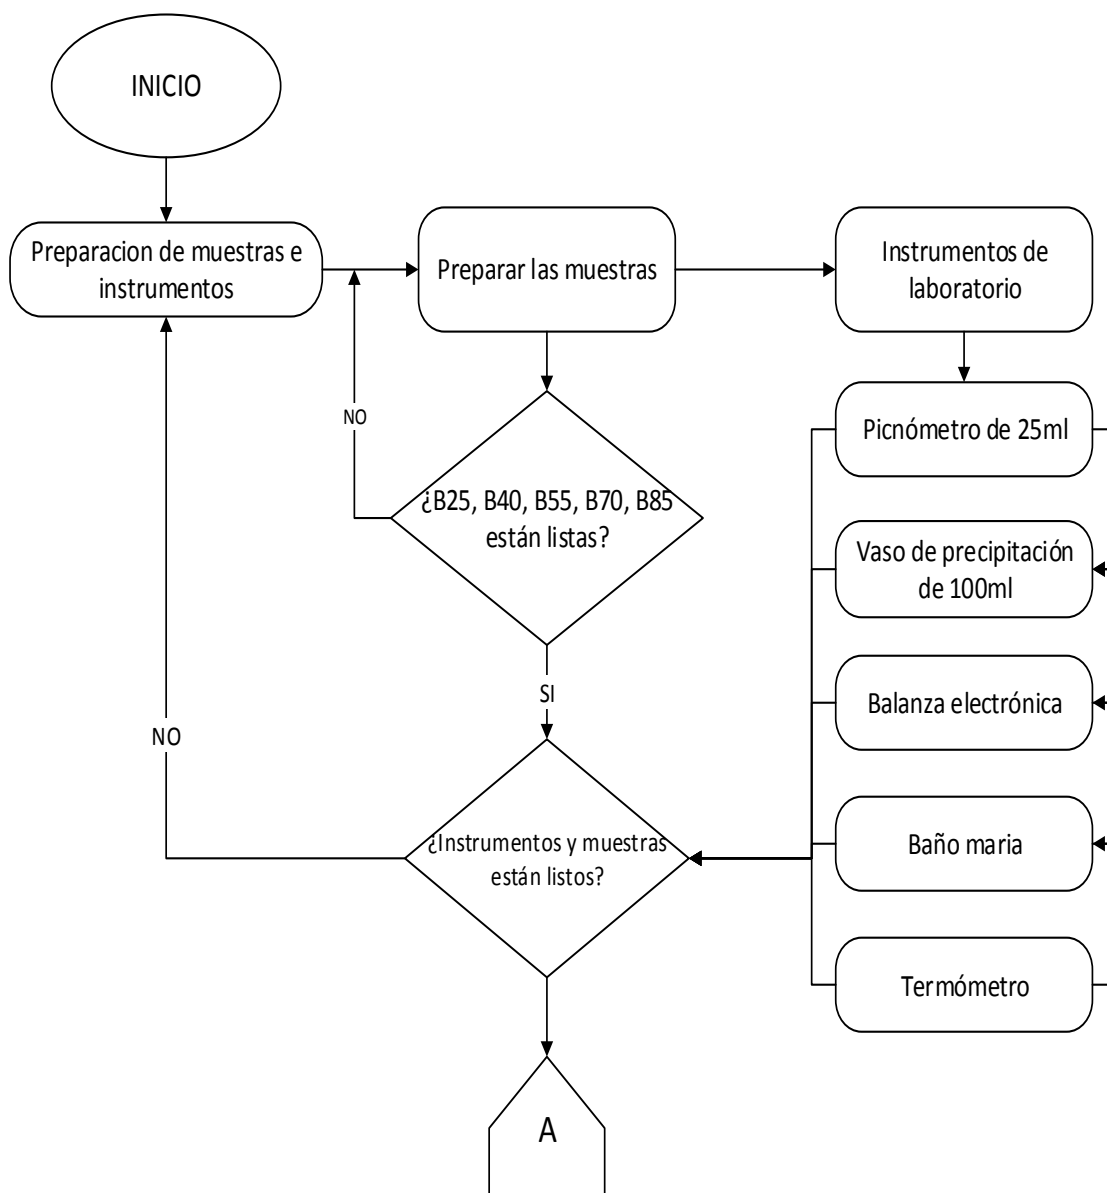 INICIO
Preparacion de muestras e
instrumentos
Preparar las muestras
Instrumentos de
laboratorio
NO
Picnómetro de 25ml
¿B25, B40, B55, B70, B85
están listas?
Vaso de precipitación
de 100ml
SI
Balanza electrónica
NO
¿Instrumentos y muestras
están listos?
Baño maria
Termómetro
A